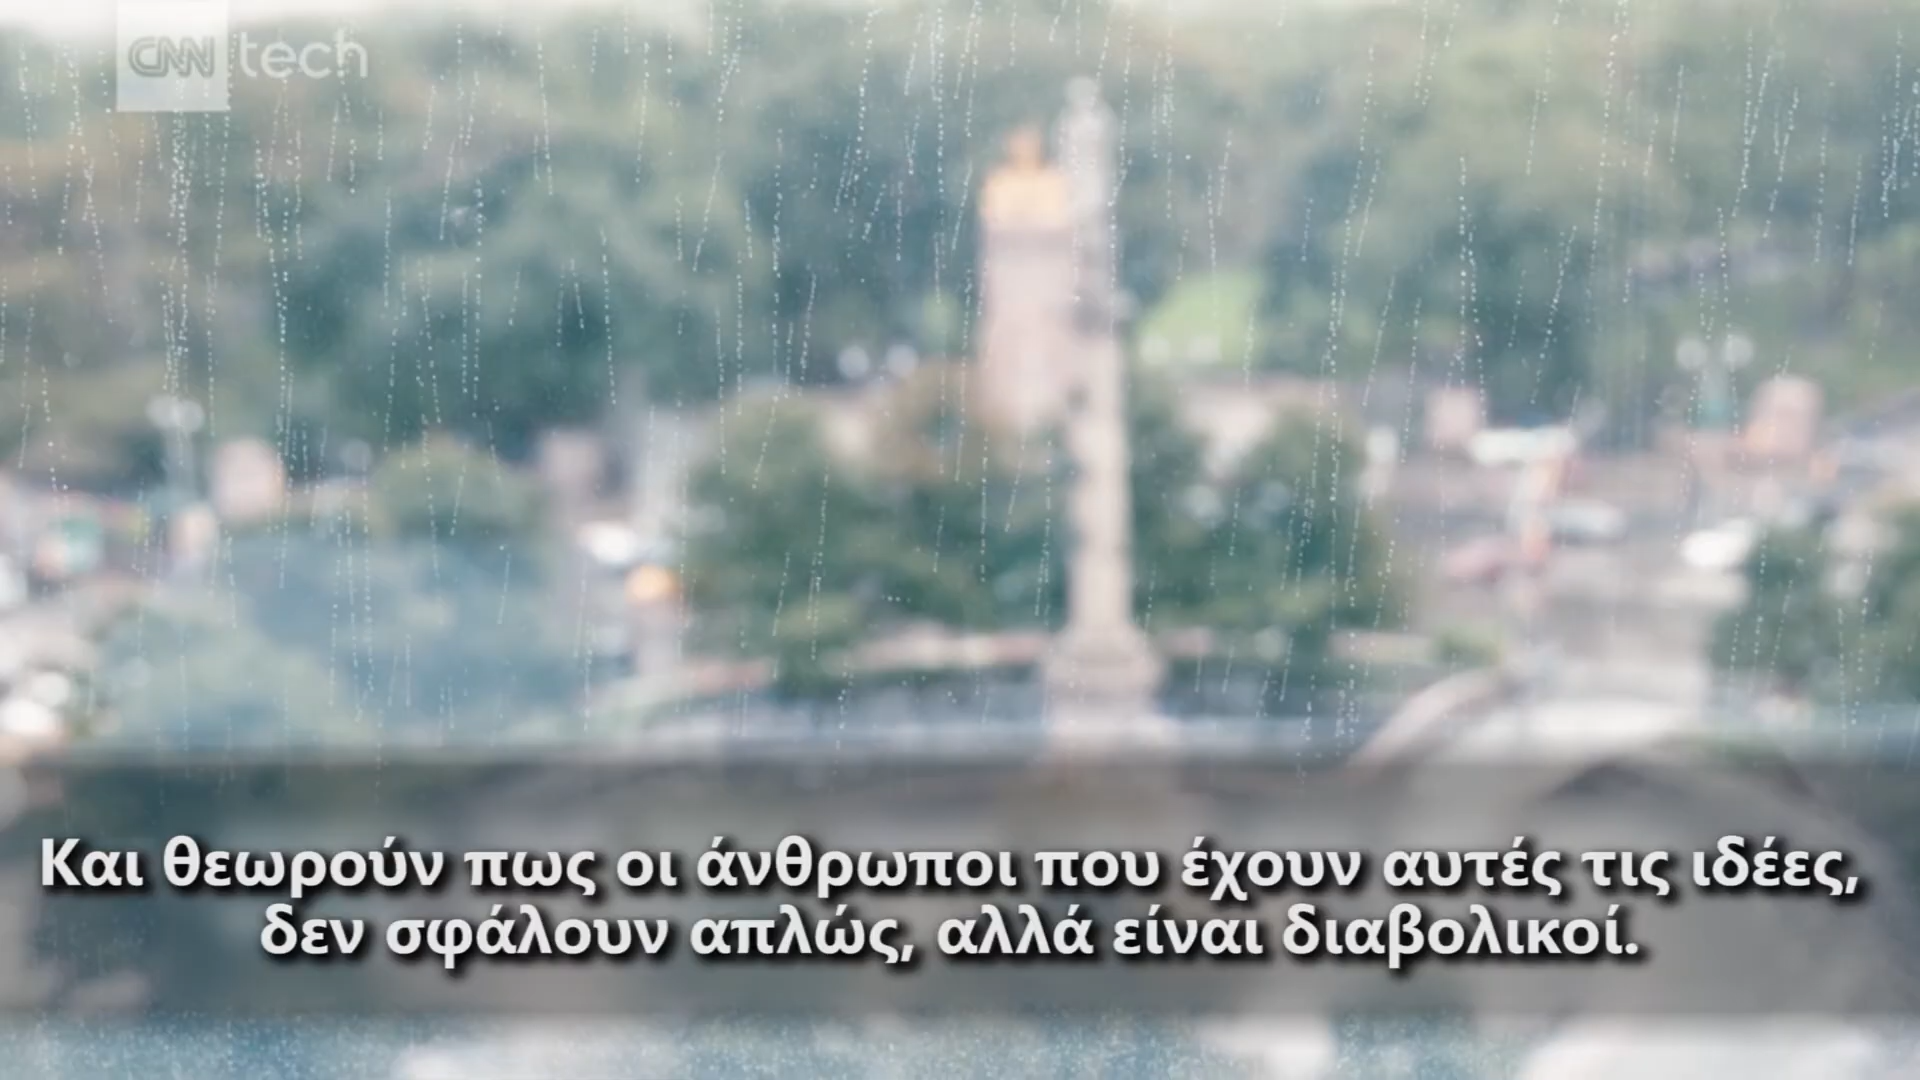 CNN tech
Και θεωρούν πως οι άνθρωποι που έχουν αυτές τις ιδέες,
δεν σφάλουν απλώς, αλλά είναι διαβολικοί.